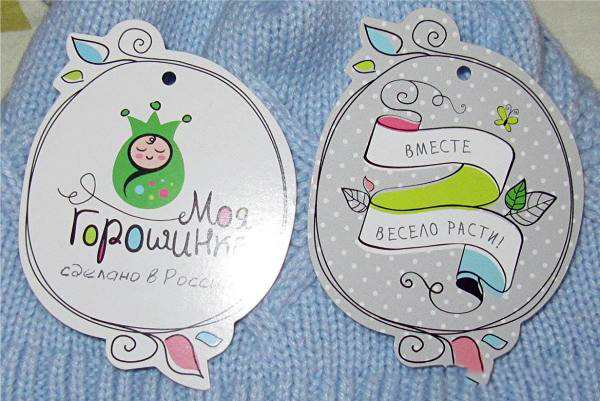 Моя
Горошинка
сделано в России
ВМЕСТЕ
ВЕСЕЛО РАСТИ!